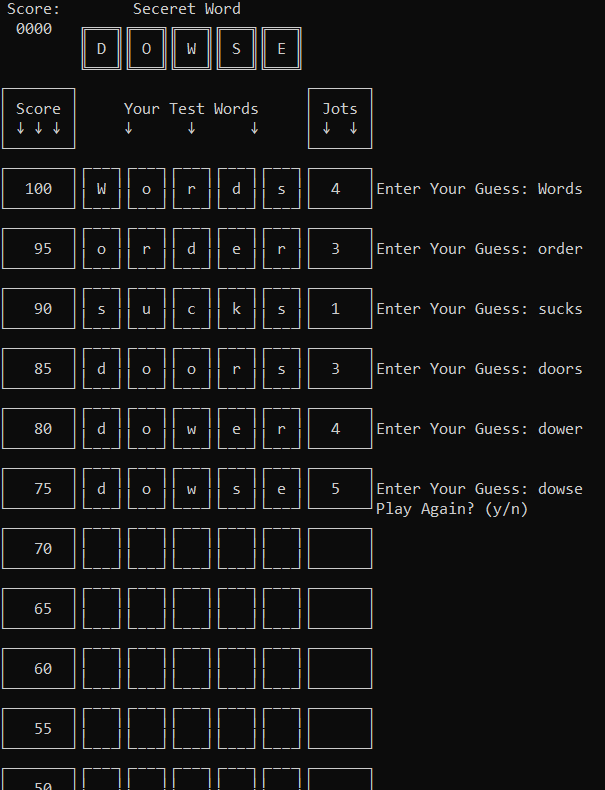 Score: Seceret Word
0000
D O W S E
Score Your Test Words Jots
↓ ↓ ↓ ↓ ↓ ↓ ↓ ↓
100 W o r d s 4 Enter Your Guess: Words
95 o r d e r 3 Enter Your Guess: order
90 s u c k s 1 Enter Your Guess: sucks
85 d o o r s 3 Enter Your Guess: doors
80 d o w e r 4 Enter Your Guess: dower
75 d o w s e 5 Enter Your Guess: dowse
Play Again? (y/n)
70
65
60
55
50